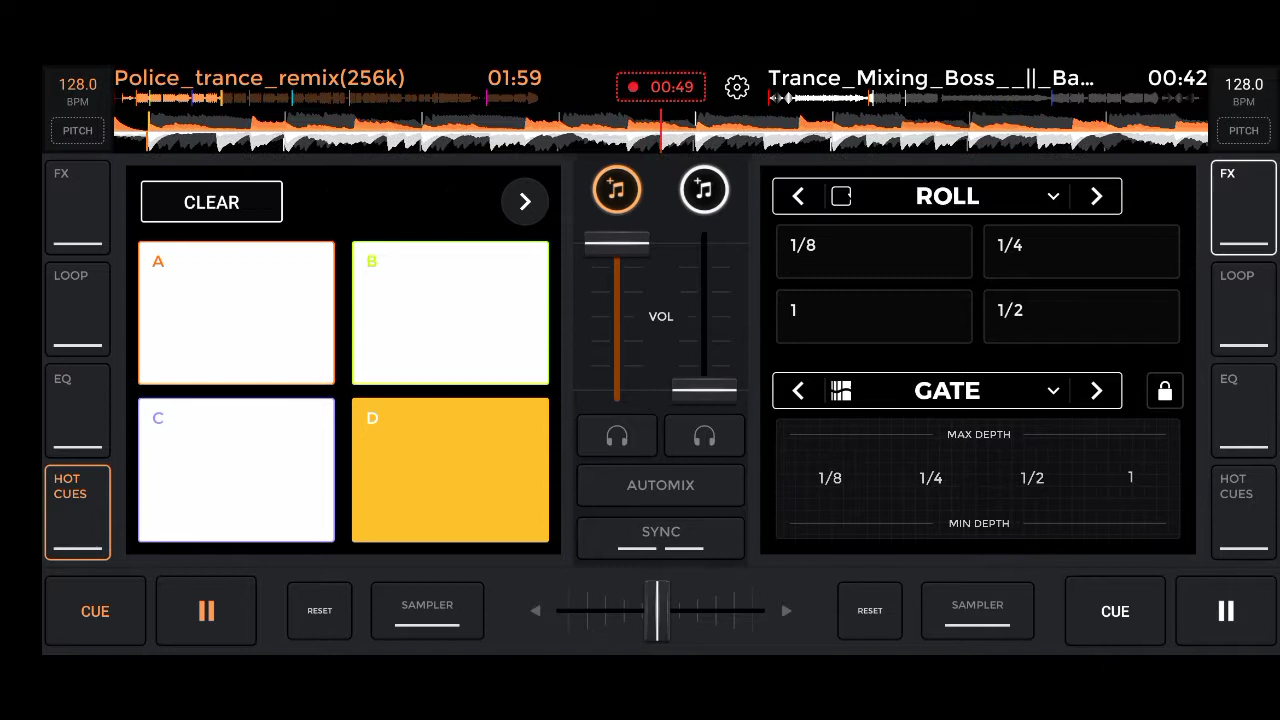 128.0
BPM
PITCH
Police_trance_remix(256k)
01:59
00:49
Trance_Mixing_Boss__||_Ba...
00:42
128.0
BPM
PITCH
FX
LOOP
EQ
HOT
CUES
CLEAR
A
B
C
D
VOL
AUTOMIX
SYNC
ROLL
1/8
1/4
1
1/2
GATE
MAX DEPTH
1/8
1/4
1/2
1
MIN DEPTH
FX
LOOP
EQ
HOT
CUES
CUE
RESET
SAMPLER
RESET
SAMPLER
CUE